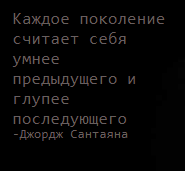 Каждое поколение
считает себя
умнее
предыдущего и
глупее
последующего
-Джордж Сантаяна